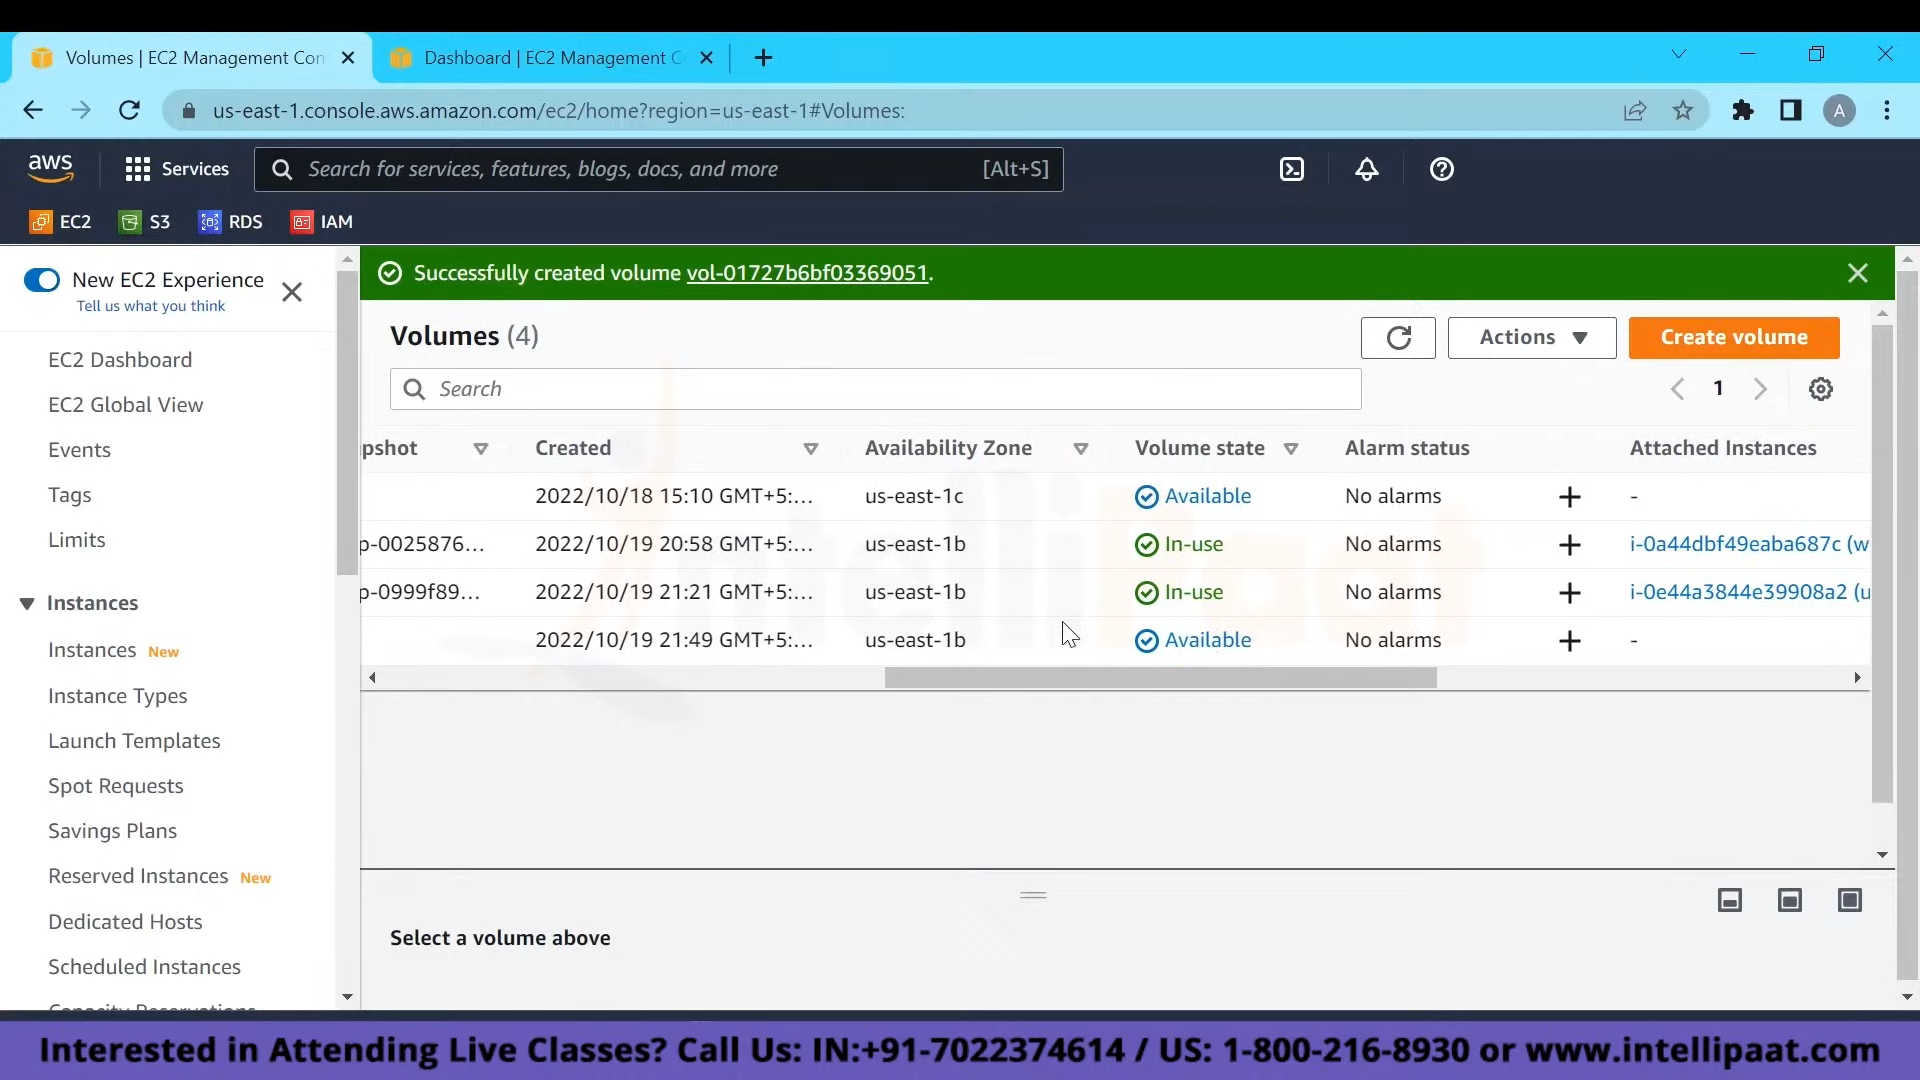 Volumes | EC2 Management Con
Dashboard | EC2 Management C
us-east-1.console.aws.amazon.com/ec2/home?region=us-east-1#Volumes:
A
aws
Services
Search for services, features, blogs, docs, and more
[Alt+S]
EC2
S3
RDS
IAM
New EC2 Experience
Tell us what you think
EC2 Dashboard
EC2 Global View
Events
Tags
Limits
Instances
Instances New
Instance Types
Launch Templates
Spot Requests
Savings Plans
Reserved Instances New
Dedicated Hosts
Scheduled Instances
Capacity Reservations
Successfully created volume vol-01727b6bf03369051.
Volumes (4)
Actions
Create volume
Search
1
pshot Created Availability Zone Volume state Alarm status Attached Instances
2022/10/18 15:10 GMT+5:... us-east-1c Available No alarms + -
p-0025876... 2022/10/19 20:58 GMT+5:... us-east-1b In-use No alarms + i-0a44dbf49eaba687c (w
p-0999f89... 2022/10/19 21:21 GMT+5:... us-east-1b In-use No alarms + i-0e44a3844e39908a2 (u
2022/10/19 21:49 GMT+5:... us-east-1b Available No alarms + -
Select a volume above
intelliPaat
Interested in Attending Live Classes? Call Us: IN:+91-7022374614 / US: 1-800-216-8930 or www.intellipaat.com